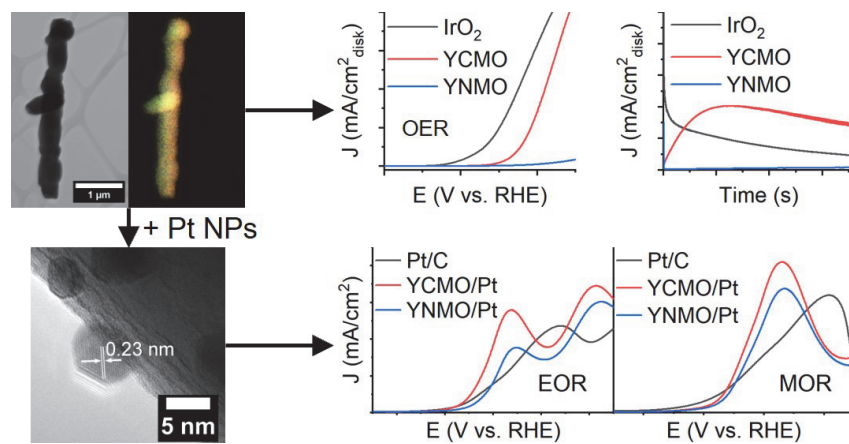 1 µm
+ Pt NPs
0.23 nm
5 nm
IrO₂
YCMO
YNMO
OER
J (mA/cm²disk)
E (V vs. RHE)
IrO₂
YCMO
YNMO
J (mA/cm²disk)
Time (s)
Pt/C
YCMO/Pt
YNMO/Pt
EOR
J (mA/cm²)
E (V vs. RHE)
Pt/C
YCMO/Pt
YNMO/Pt
MOR
E (V vs. RHE)